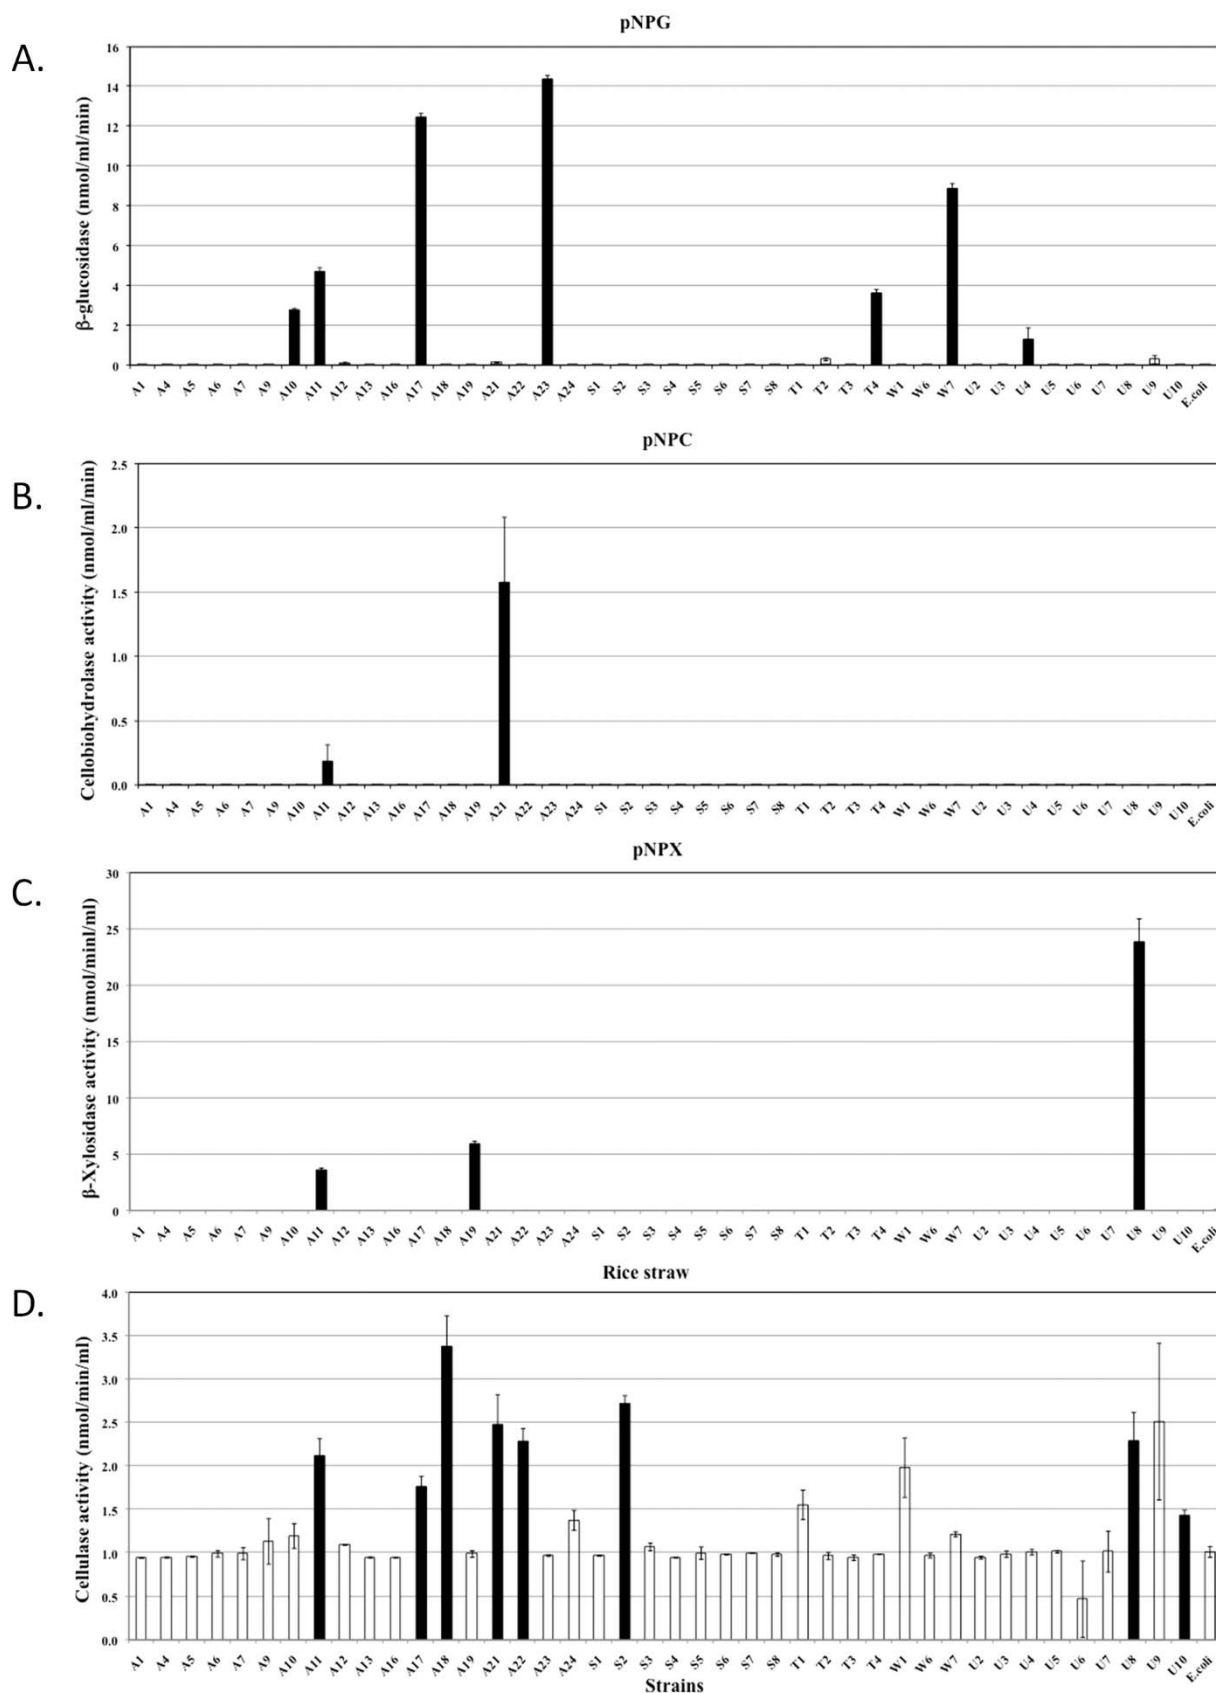 pNPG
A.
β-glucosidase (nmol/ml/min)
16
14
12
10
8
6
4
2
0
A1 A4 A5 A6 A7 A9 A10 A11 A12 A13 A16 A17 A18 A19 A21 A22 A23 A24 S1 S2 S3 S4 S5 S6 S7 S8 T1 T2 T3 T4 W1 W6 W7 U2 U3 U4 U5 U6 U7 U8 U9 U10 E.coli
pNPC
B.
Cellobiohydrolase activity (nmol/ml/min)
2.5
2.0
1.5
1.0
0.5
0.0
A1 A4 A5 A6 A7 A9 A10 A11 A12 A13 A16 A17 A18 A19 A21 A22 A23 A24 S1 S2 S3 S4 S5 S6 S7 S8 T1 T2 T3 T4 W1 W6 W7 U2 U3 U4 U5 U6 U7 U8 U9 U10 E.coli
pNPX
C.
β-Xylosidase activity (nmol/minl/ml)
30
25
20
15
10
5
0
A1 A4 A5 A6 A7 A9 A10 A11 A12 A13 A16 A17 A18 A19 A21 A22 A23 A24 S1 S2 S3 S4 S5 S6 S7 S8 T1 T2 T3 T4 W1 W6 W7 U2 U3 U4 U5 U6 U7 U8 U9 U10 E.coli
Rice straw
D.
Cellulase activity (nmol/min/ml)
4.0
3.5
3.0
2.5
2.0
1.5
1.0
0.5
0.0
A1 A4 A5 A6 A7 A9 A10 A11 A12 A13 A16 A17 A18 A19 A21 A22 A23 A24 S1 S2 S3 S4 S5 S6 S7 S8 T1 T2 T3 T4 W1 W6 W7 U2 U3 U4 U5 U6 U7 U8 U9 U10 E.coli
Strains